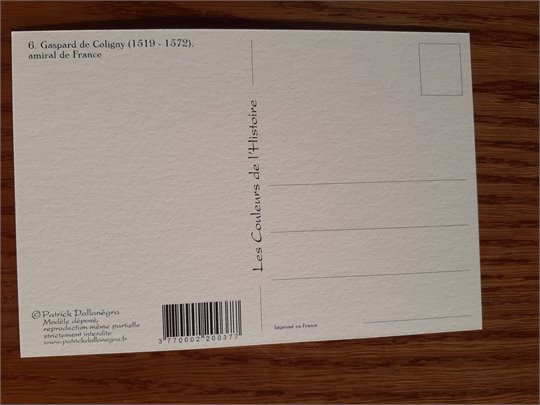 6. Gaspard de Coligny (1519 - 1572),
amiral de France
Les Couleurs de l'Histoire
© Patrick Dallanégra
Modèle déposé,
reproduction même partielle
strictement interdite
www.patrickdallanegra.fr
3 770002 200377
Imprimé en France